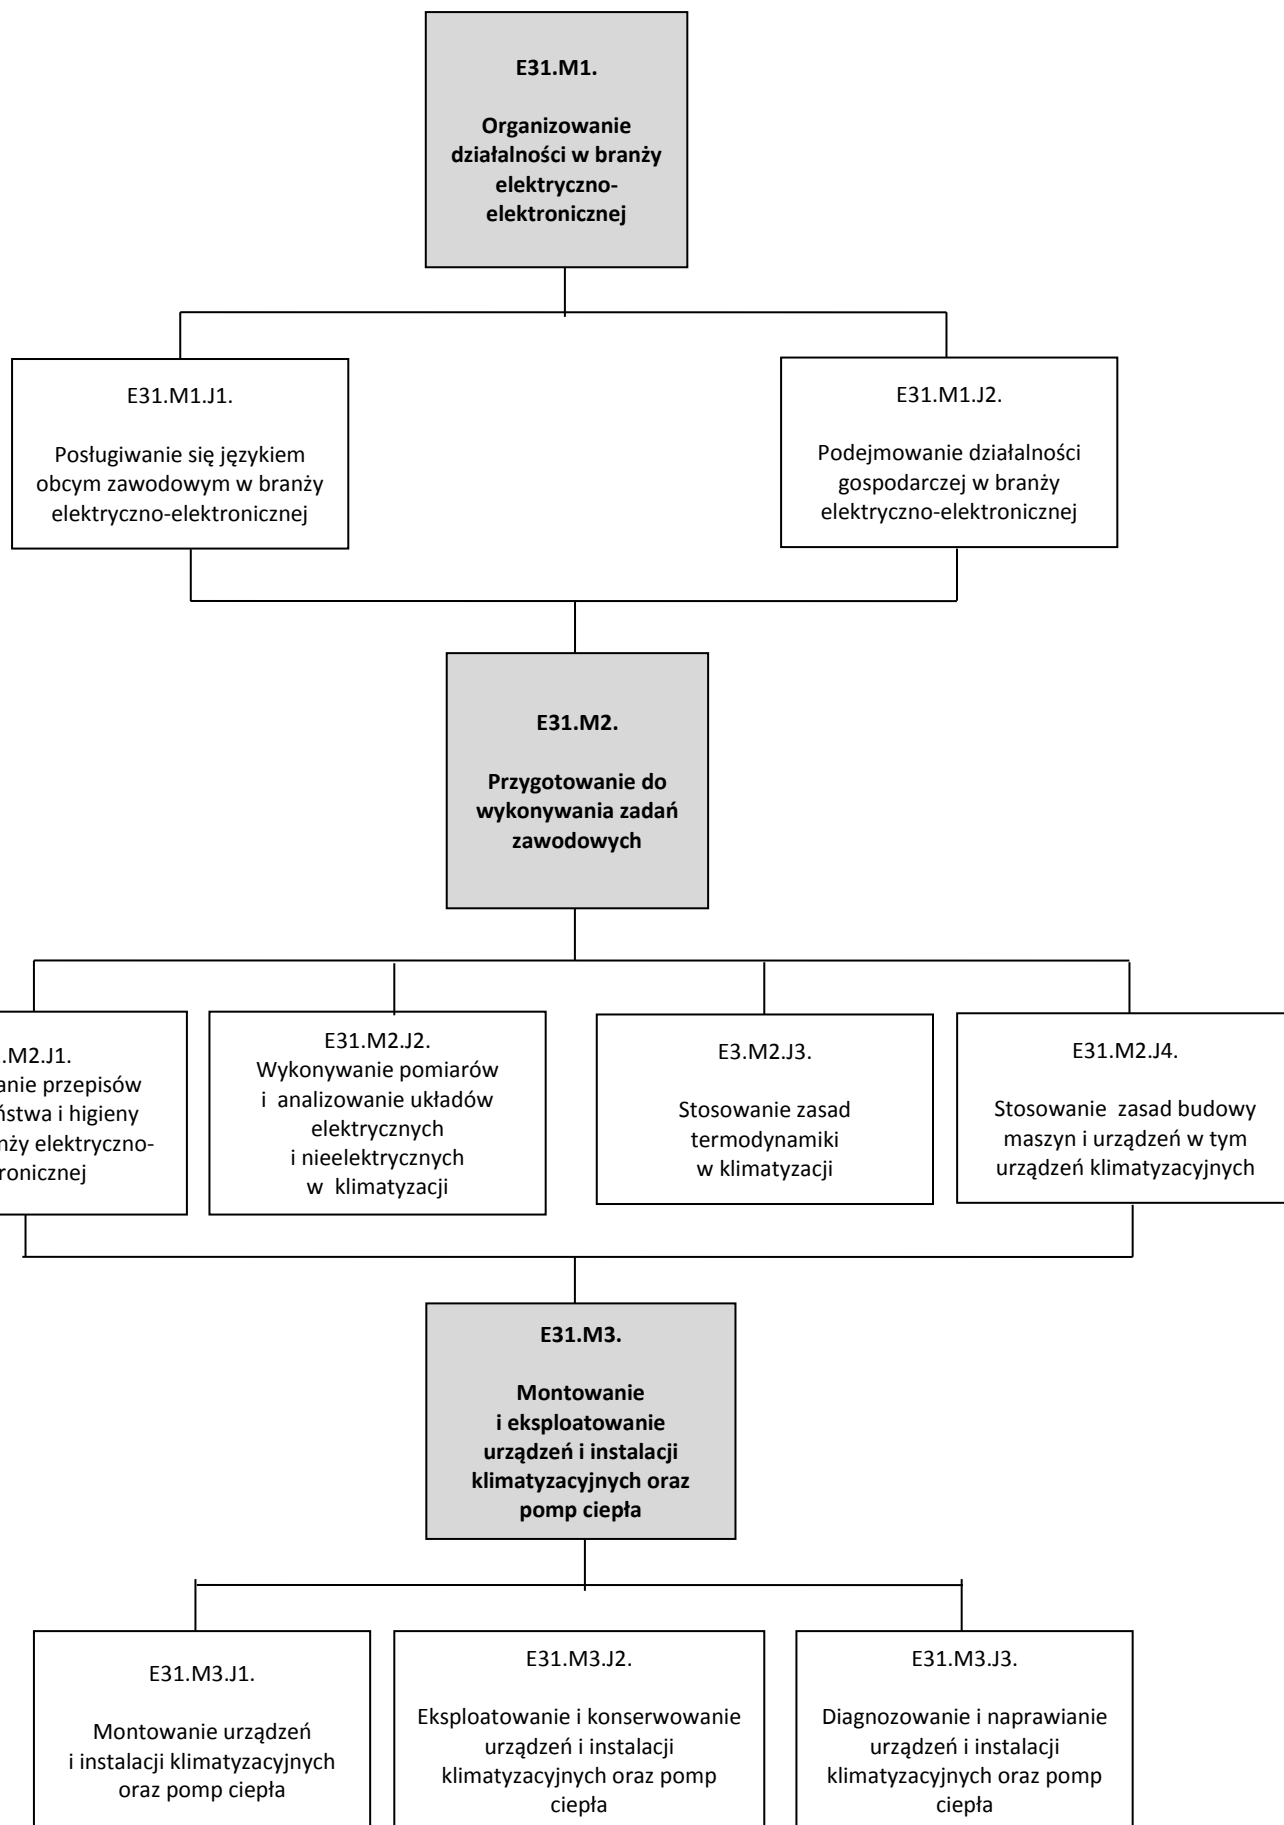 E31.M1.
Organizowanie
działalności w branży
elektryczno-
elektronicznej
E31.M1.J1.
Posługiwanie się językiem
obcym zawodowym w branży
elektryczno-elektronicznej
E31.M1.J2.
Podejmowanie działalności
gospodarczej w branży
elektryczno-elektronicznej
E31.M2.
Przygotowanie do
wykonywania zadań
zawodowych
.M2.J1.
anie przepisów
ństwa i higieny
nży elektryczno-
ronicznej
E31.M2.J2.
Wykonywanie pomiarów
i analizowanie układów
elektrycznych
i nieelektrycznych
w klimatyzacji
E3.M2.J3.
Stosowanie zasad
termodynamiki
w klimatyzacji
E31.M2.J4.
Stosowanie zasad budowy
maszyn i urządzeń w tym
urządzeń klimatyzacyjnych
E31.M3.
Montowanie
i eksploatowanie
urządzeń i instalacji
klimatyzacyjnych oraz
pomp ciepła
E31.M3.J1.
Montowanie urządzeń
i instalacji klimatyzacyjnych
oraz pomp ciepła
E31.M3.J2.
Eksploatowanie i konserwowanie
urządzeń i instalacji
klimatyzacyjnych oraz pomp
ciepła
E31.M3.J3.
Diagnozowanie i naprawianie
urządzeń i instalacji
klimatyzacyjnych oraz pomp
ciepła